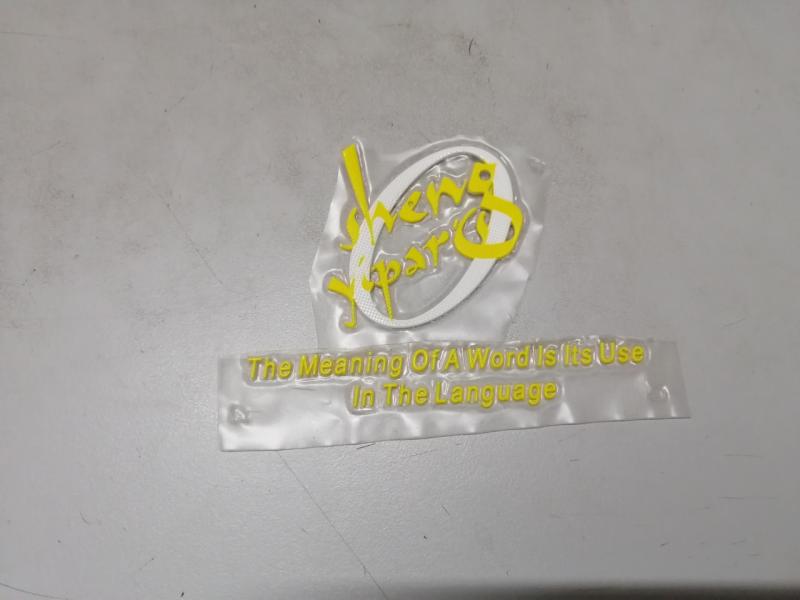 sheng
yipar's
The Meaning Of A Word Is Its Use
In The Language